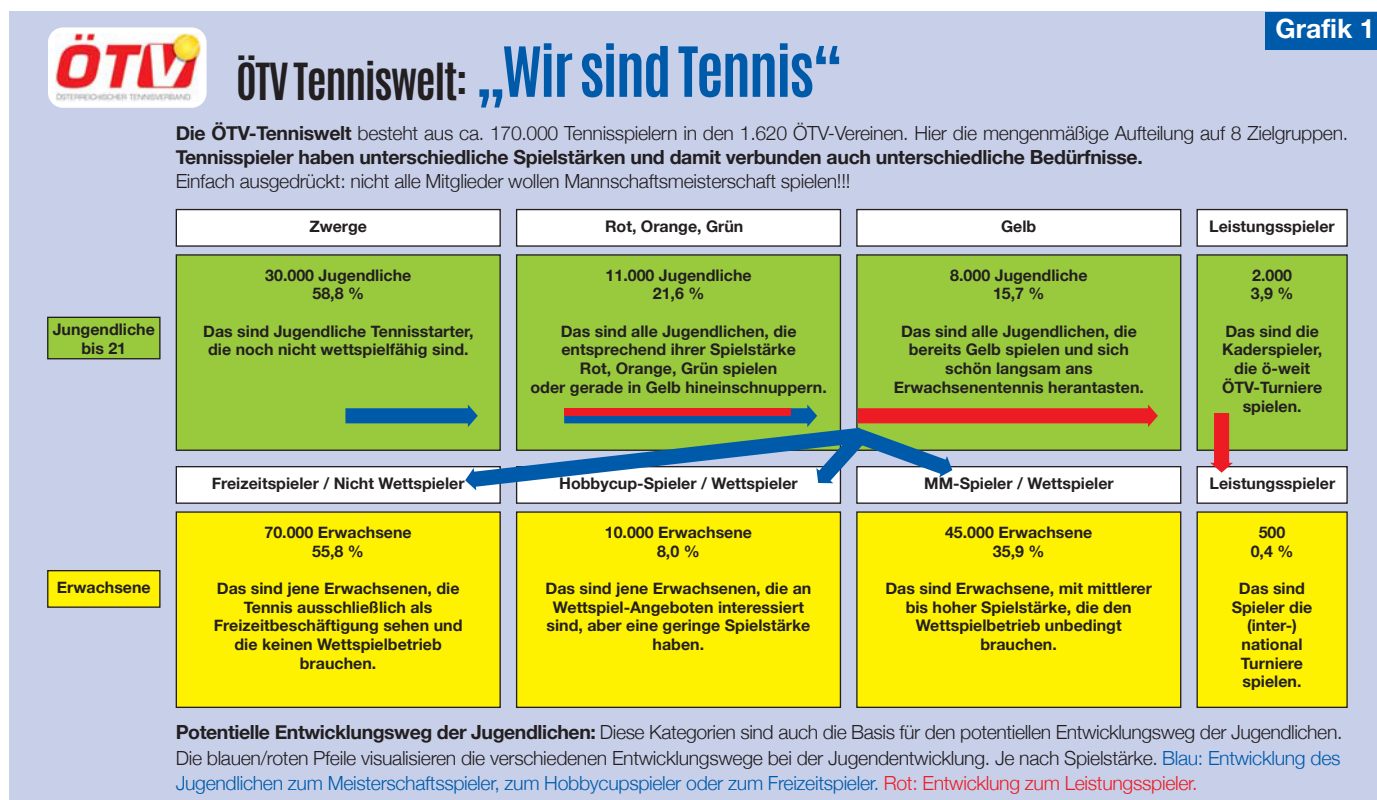 Grafik 1
ÖTV
ÖSTERREICHISCHER TENNISVERBAND
ÖTV Tenniswelt: „Wir sind Tennis“
Die ÖTV-Tenniswelt besteht aus ca. 170.000 Tennisspielern in den 1.620 ÖTV-Vereinen. Hier die mengenmäßige Aufteilung auf 8 Zielgruppen.
Tennisspieler haben unterschiedliche Spielstärken und damit verbunden auch unterschiedliche Bedürfnisse.
Einfach ausgedrückt: nicht alle Mitglieder wollen Mannschaftsmeisterschaft spielen!!!
Zwerge
Rot, Orange, Grün
Gelb
Leistungsspieler
Jungendliche
bis 21
30.000 Jugendliche
58,8 %
Das sind Jugendliche Tennisstarter,
die noch nicht wettspielfähig sind.
11.000 Jugendliche
21,6 %
Das sind alle Jugendlichen, die
entsprechend ihrer Spielstärke
Rot, Orange, Grün spielen
oder gerade in Gelb hineinschnuppern.
8.000 Jugendliche
15,7 %
Das sind alle Jugendlichen, die
bereits Gelb spielen und sich
schön langsam ans
Erwachsenentennis herantasten.
2.000
3,9 %
Das sind die
Kaderspieler,
die ö-weit
ÖTV-Turniere
spielen.
Freizeitspieler / Nicht Wettspieler
Hobbycup-Spieler / Wettspieler
MM-Spieler / Wettspieler
Leistungsspieler
Erwachsene
70.000 Erwachsene
55,8 %
Das sind jene Erwachsenen, die
Tennis ausschließlich als
Freizeitbeschäftigung sehen und
die keinen Wettspielbetrieb
brauchen.
10.000 Erwachsene
8,0 %
Das sind jene Erwachsenen, die an
Wettspiel-Angeboten interessiert
sind, aber eine geringe Spielstärke
haben.
45.000 Erwachsene
35,9 %
Das sind Erwachsene, mit mittlerer
bis hoher Spielstärke, die den
Wettspielbetrieb unbedingt
brauchen.
500
0,4 %
Das sind
Spieler die
(inter-)
national
Turniere
spielen.
Potentielle Entwicklungsweg der Jugendlichen: Diese Kategorien sind auch die Basis für den potentiellen Entwicklungsweg der Jugendlichen.
Die blauen/roten Pfeile visualisieren die verschiedenen Entwicklungswege bei der Jugendentwicklung. Je nach Spielstärke. Blau: Entwicklung des
Jugendlichen zum Meisterschaftsspieler, zum Hobbycupspieler oder zum Freizeitspieler. Rot: Entwicklung zum Leistungsspieler.